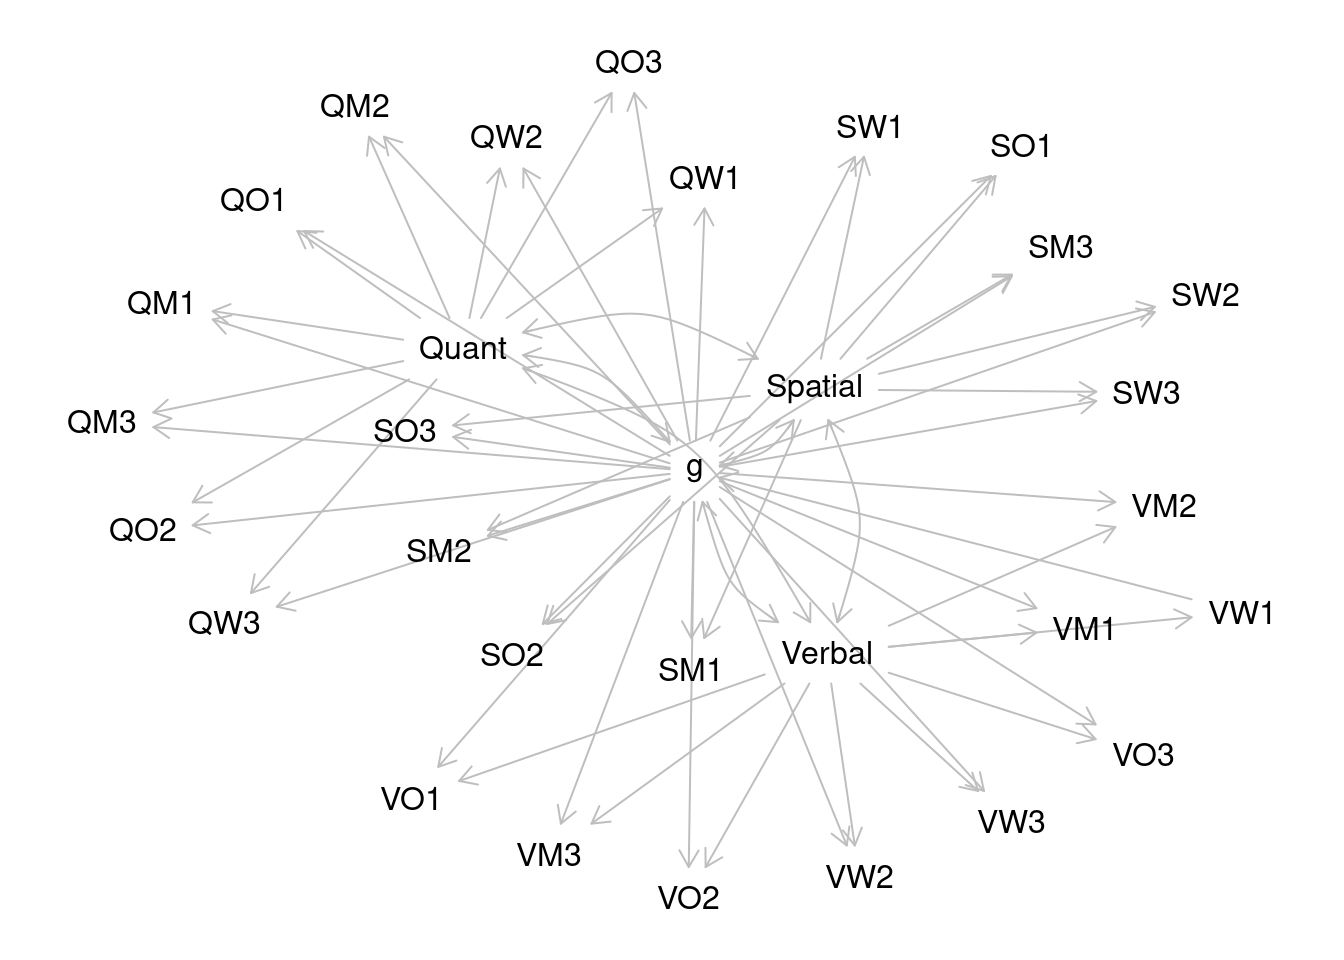 QO3
QM2
QW2
SW1
SO1
QW1
QO1
SM3
SW2
QM1
Quant
Spatial
SW3
QM3
SO3
g
VM2
QO2
SM2
VW1
QW3
VM1
SO2
Verbal
SM1
VO3
VO1
VW3
VM3
VW2
VO2